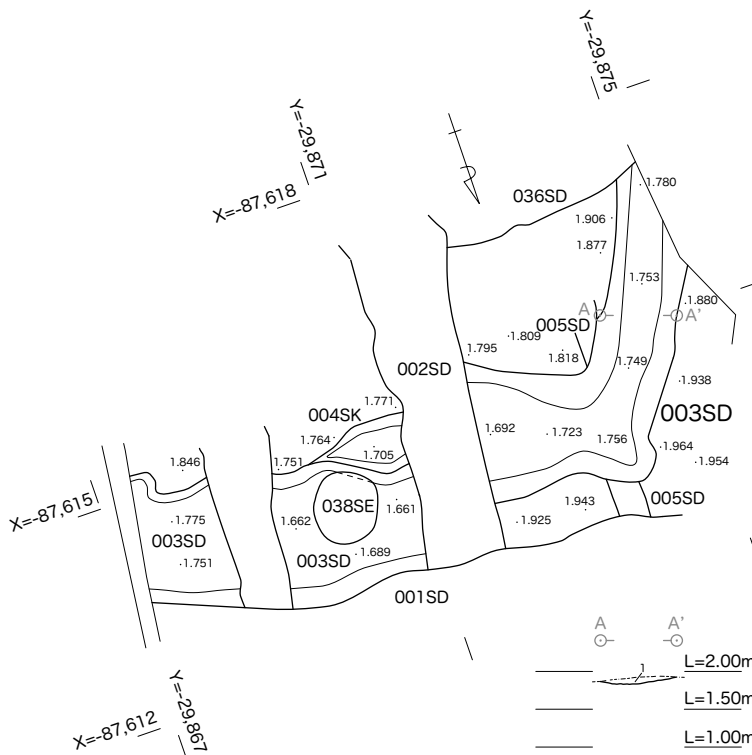 Y=-29,875
Y=-29,871
X=-87,618
036SD
1.780
1.906
1.877
1.753
1.880
A
A'
005SD
1.809
1.795
1.818
1.749
002SD
1.938
1.771
003SD
004SK
1.764
1.705
1.692
1.723
1.756
1.964
1.954
1.846
1.751
X=-87,615
1.775
003SD
1.751
1.662
038SE
1.661
003SD
1.689
1.943
1.925
005SD
001SD
X=-87,612
Y=-29,867
A
A'
1
L=2.00m
L=1.50m
L=1.00m